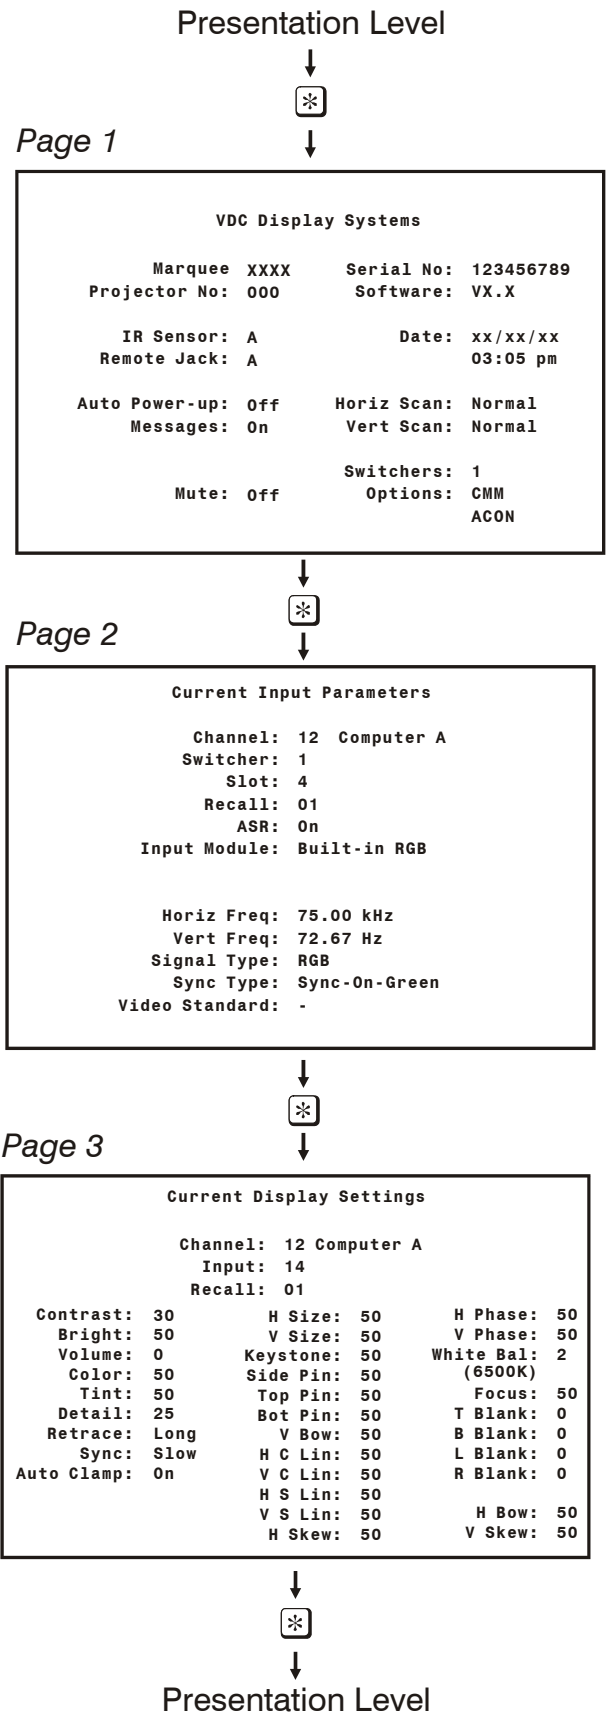 Presentation Level
*
Page 1
VDC Display Systems
Marquee XXXX Serial No: 123456789
Projector No: 000 Software: VX.X
IR Sensor: A Date: xx/xx/xx
Remote Jack: A 03:05 pm
Auto Power-up: Off Horiz Scan: Normal
Messages: On Vert Scan: Normal
Switchers: 1
Mute: Off Options: CMM
ACON
*
Page 2
Current Input Parameters
Channel: 12 Computer A
Switcher: 1
Slot: 4
Recall: 01
ASR: On
Input Module: Built-in RGB
Horiz Freq: 75.00 kHz
Vert Freq: 72.67 Hz
Signal Type: RGB
Sync Type: Sync-On-Green
Video Standard: -
*
Page 3
Current Display Settings
Channel: 12 Computer A
Input: 14
Recall: 01
Contrast: 30 H Size: 50 H Phase: 50
Bright: 50 V Size: 50 V Phase: 50
Volume: 0 Keystone: 50 White Bal: 2
Color: 50 Side Pin: 50 (6500K)
Tint: 50 Top Pin: 50 Focus: 50
Detail: 25 Bot Pin: 50 T Blank: 0
Retrace: Long V Bow: 50 B Blank: 0
Sync: Slow H C Lin: 50 L Blank: 0
Auto Clamp: On V C Lin: 50 R Blank: 0
H S Lin: 50
V S Lin: 50 H Bow: 50
H Skew: 50 V Skew: 50
*
Presentation Level